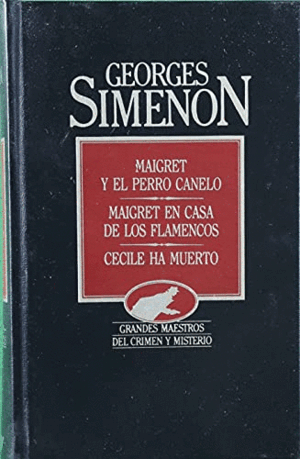 GEORGES
SIMENON
MAIGRET
Y EL PERRO CANELO
MAIGRET EN CASA
DE LOS FLAMENCOS
CECILE HA MUERTO
GRANDES MAESTROS
DEL CRIMEN Y MISTERIO